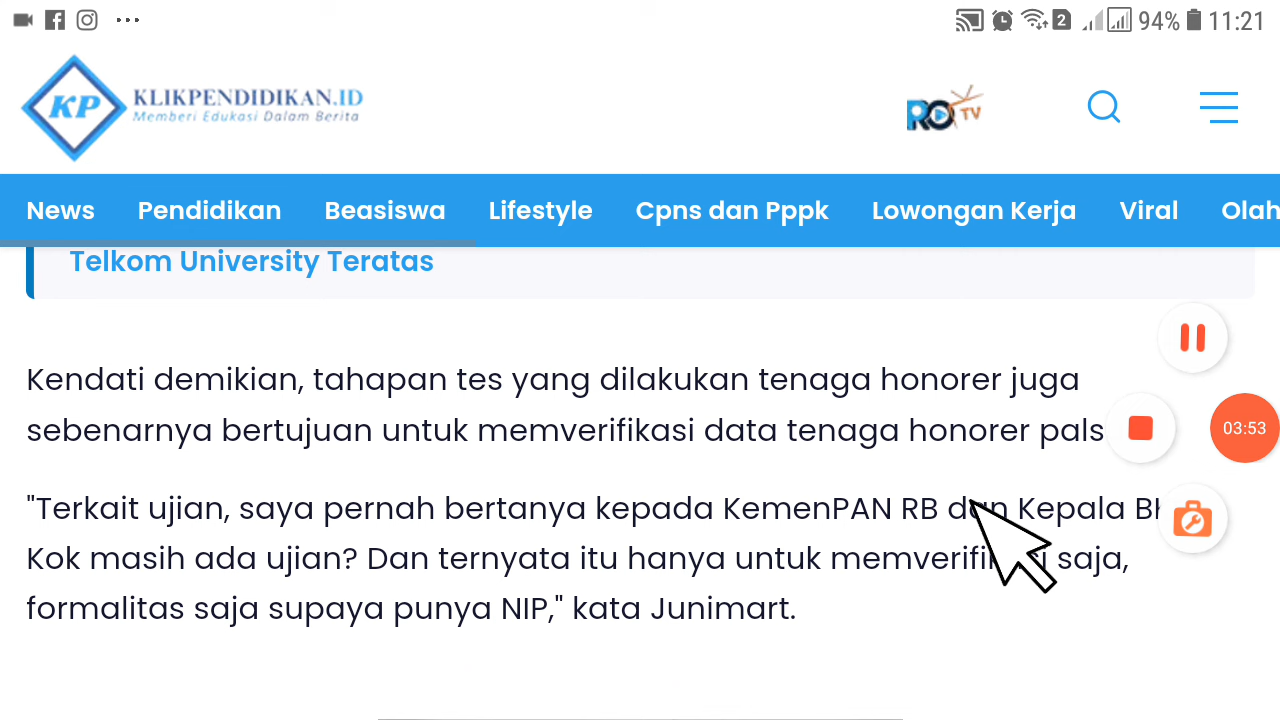 94% 11:21
KP KLIKPENDIDIKAN.ID
Memberi Edukasi Dalam Berita
RO TV
News Pendidikan Beasiswa Lifestyle Cpns dan Pppk Lowongan Kerja Viral Olah
Telkom University Teratas
Kendati demikian, tahapan tes yang dilakukan tenaga honorer juga
sebenarnya bertujuan untuk memverifikasi data tenaga honorer pals
03:53
"Terkait ujian, saya pernah bertanya kepada KemenPAN RB dan Kepala
Kok masih ada ujian? Dan ternyata itu hanya untuk memverifikasi saja,
formalitas saja supaya punya NIP," kata Junimart.